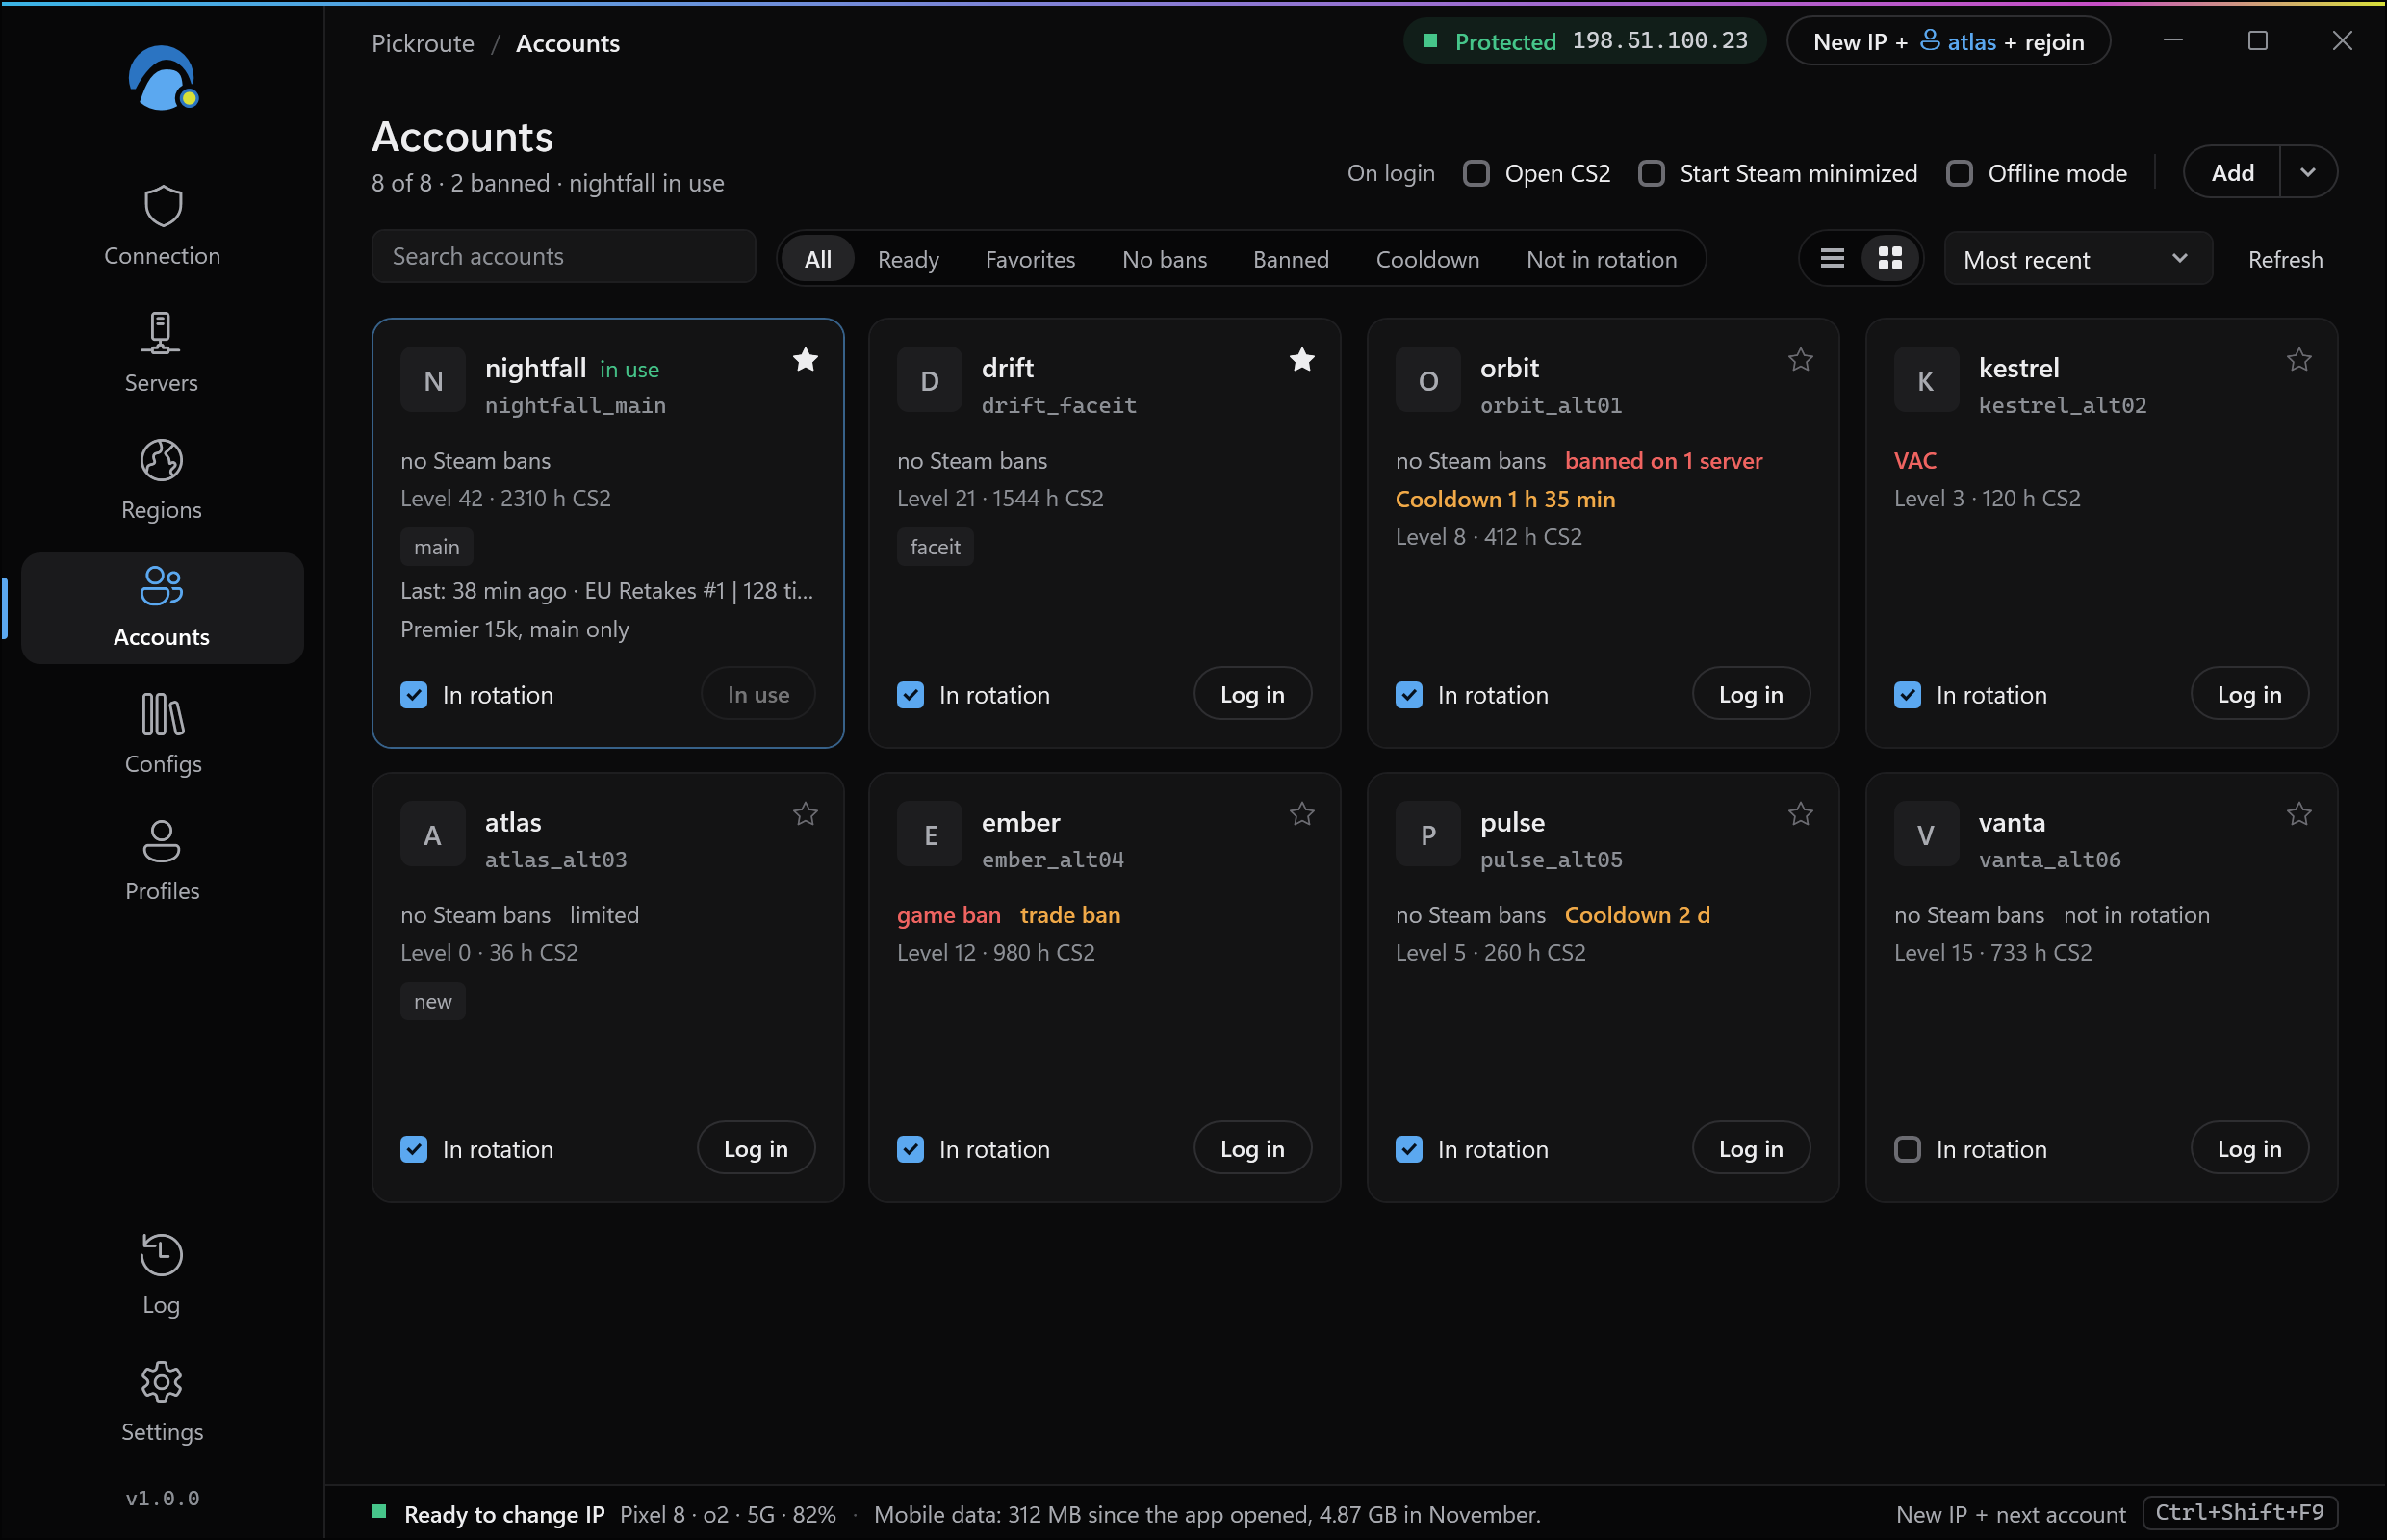 Pickroute / Accounts
Protected 198.51.100.23
New IP + atlas + rejoin
Connection
Servers
Regions
Accounts
Configs
Profiles
Log
Settings
v1.0.0
Accounts
8 of 8 · 2 banned · nightfall in use
On login Open CS2 Start Steam minimized Offline mode Add
Search accounts
All Ready Favorites No bans Banned Cooldown Not in rotation
Most recent Refresh
N
nightfall in use
nightfall_main
no Steam bans
Level 42 · 2310 h CS2
main
Last: 38 min ago · EU Retakes #1 | 128 ti...
Premier 15k, main only
In rotation In use
D
drift
drift_faceit
no Steam bans
Level 21 · 1544 h CS2
faceit
In rotation Log in
O
orbit
orbit_alt01
no Steam bans banned on 1 server
Cooldown 1 h 35 min
Level 8 · 412 h CS2
In rotation Log in
K
kestrel
kestrel_alt02
VAC
Level 3 · 120 h CS2
In rotation Log in
A
atlas
atlas_alt03
no Steam bans limited
Level 0 · 36 h CS2
new
In rotation Log in
E
ember
ember_alt04
game ban trade ban
Level 12 · 980 h CS2
In rotation Log in
P
pulse
pulse_alt05
no Steam bans Cooldown 2 d
Level 5 · 260 h CS2
In rotation Log in
V
vanta
vanta_alt06
no Steam bans not in rotation
Level 15 · 733 h CS2
In rotation Log in
Ready to change IP Pixel 8 · o2 · 5G · 82% · Mobile data: 312 MB since the app opened, 4.87 GB in November.
New IP + next account Ctrl+Shift+F9